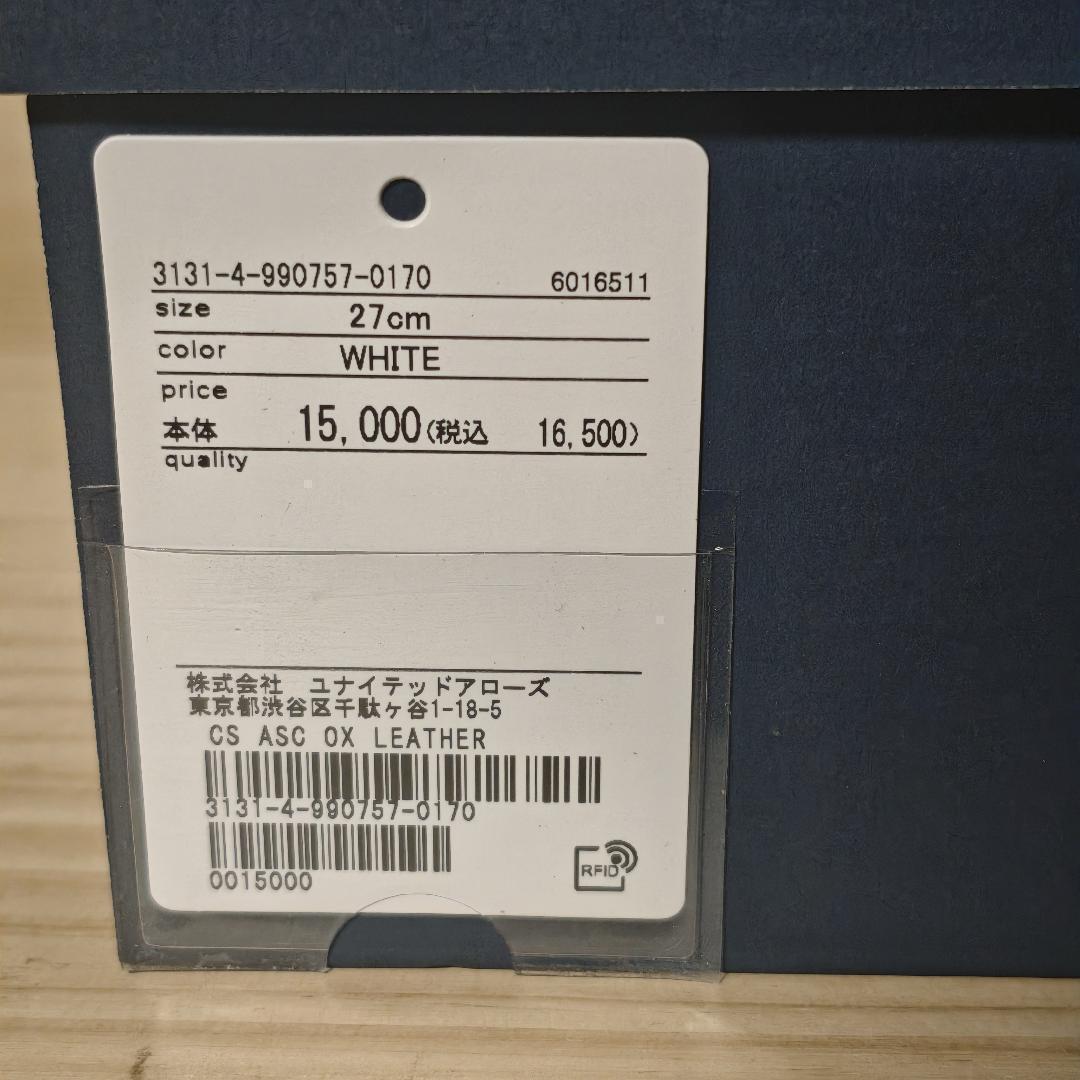 3131-4-990757-0170 6016511
size 27cm
color WHITE
price
本体 15,000(税込 16,500)
quality
株式会社 ユナイテッドアローズ
東京都渋谷区千駄ヶ谷1-18-5
CS ASC OX LEATHER
3131-4-990757-0170
0015000
RFID